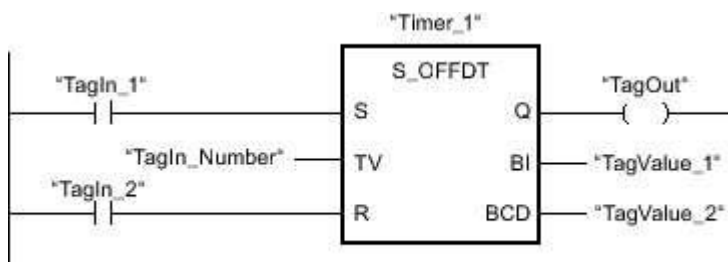 "Timer_1"
S_OFFDT
"TagIn_1"
"TagOut"
S
Q
"TagIn_Number"
TV
BI
"TagValue_1"
"TagIn_2"
R
BCD
"TagValue_2"